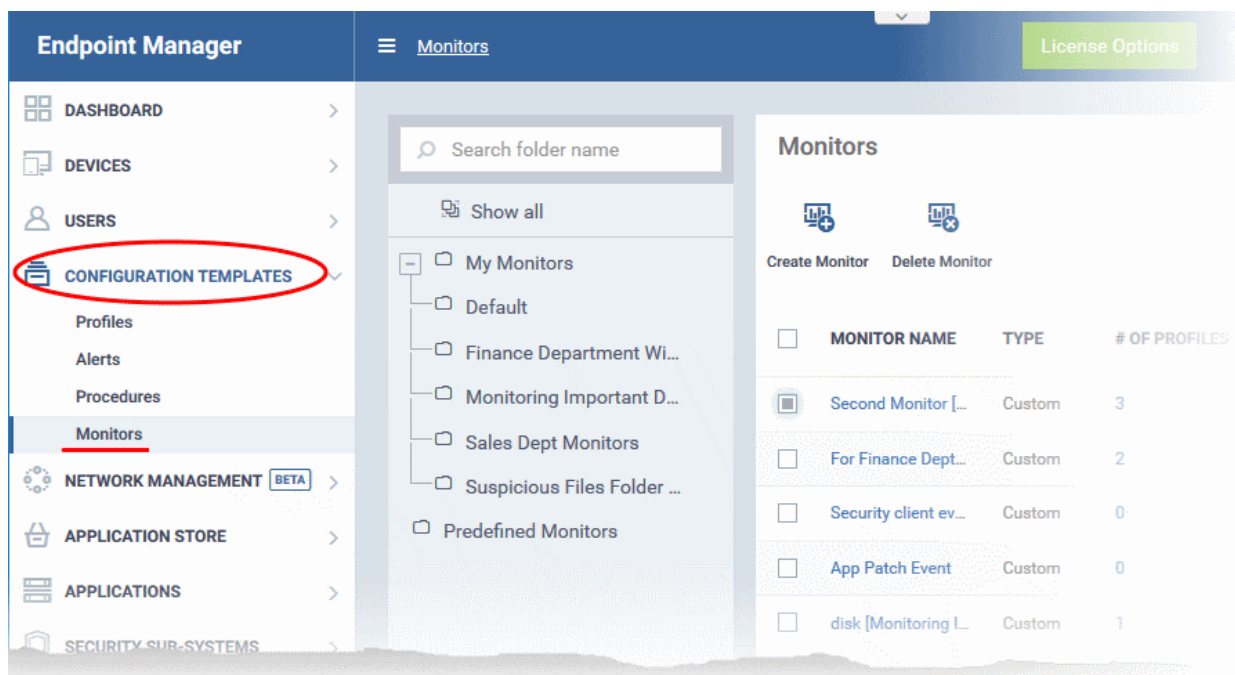 Endpoint Manager
Monitors
License Options
DASHBOARD
DEVICES
USERS
CONFIGURATION TEMPLATES
Profiles
Alerts
Procedures
Monitors
NETWORK MANAGEMENT BETA
APPLICATION STORE
APPLICATIONS
SECURITY SUB-SYSTEMS
Search folder name
Show all
My Monitors
Default
Finance Department Wi...
Monitoring Important D...
Sales Dept Monitors
Suspicious Files Folder ...
Predefined Monitors
Monitors
Create Monitor Delete Monitor
MONITOR NAME TYPE # OF PROFILES
Second Monitor [... Custom 3
For Finance Dept... Custom 2
Security client ev... Custom 0
App Patch Event Custom 0
disk [Monitoring I... Custom 1